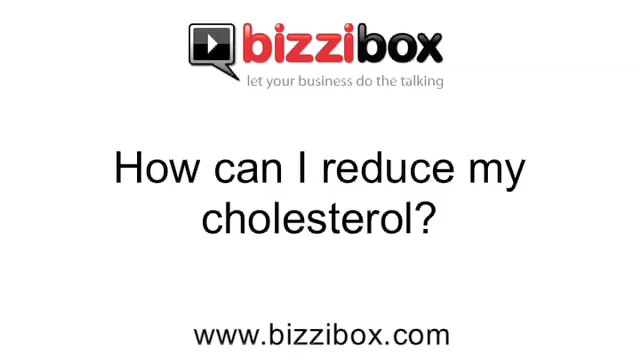 bizzibox
let your business do the talking
How can I reduce my
cholesterol?
www.bizzibox.com